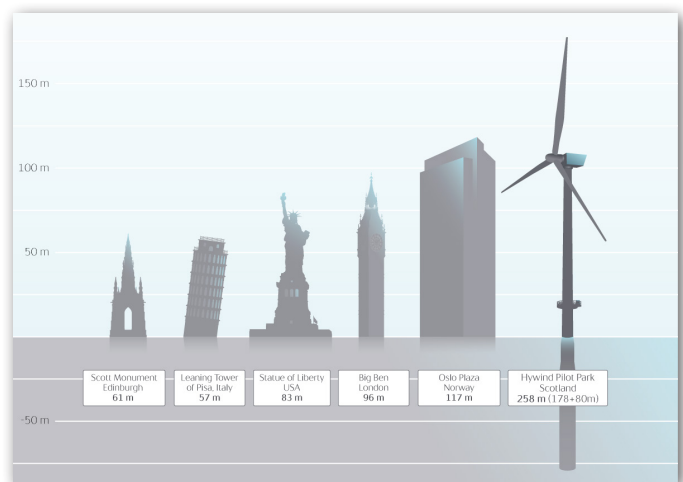 150 m
100 m
50 m
Scott Monument
Edinburgh
61 m
Leaning Tower
of Pisa, Italy
57 m
Statue of Liberty
USA
83 m
Big Ben
London
96 m
Oslo Plaza
Norway
117 m
Hywind Pilot Park
Scotland
258 m (178+80m)
-50 m